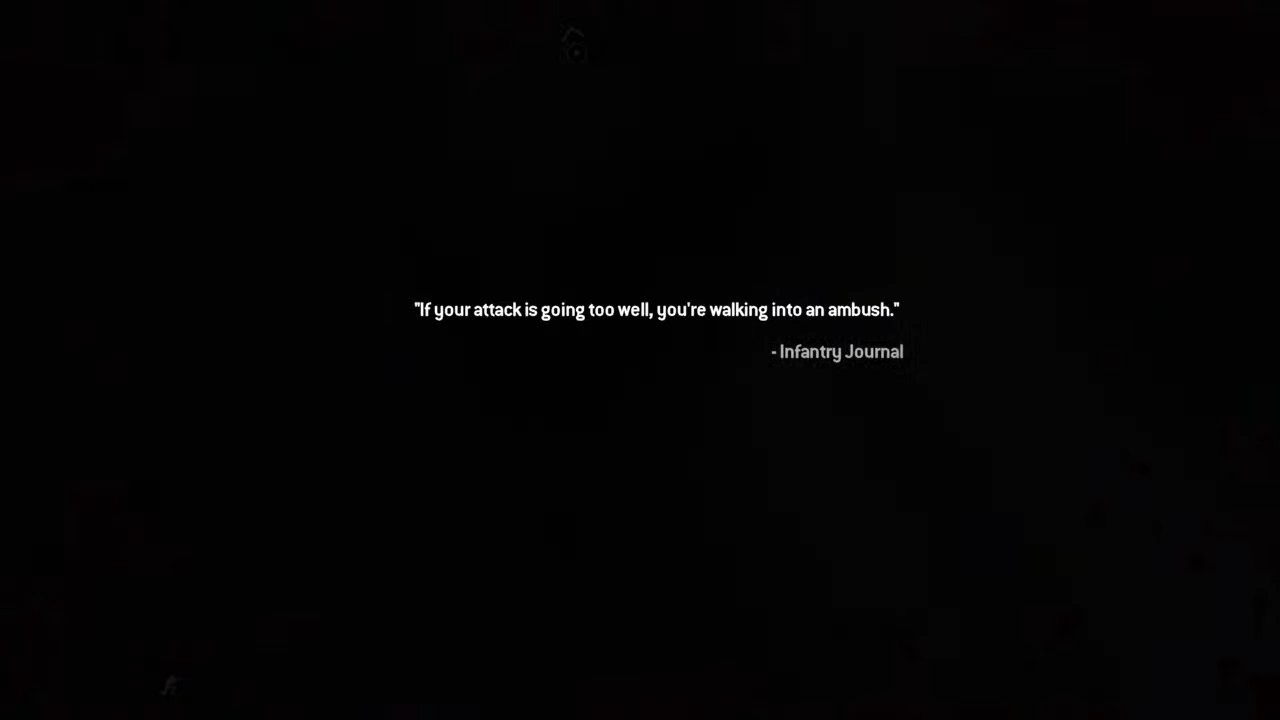 "If your attack is going too well, you're walking into an ambush."
- Infantry Journal